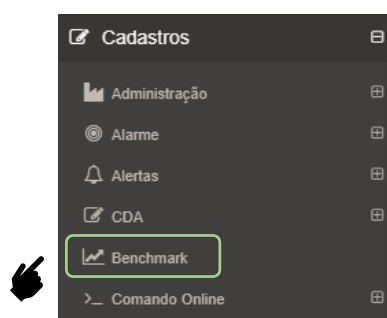 Cadastros
Administração
Alarme
Alertas
CDA
Benchmark
Comando Online